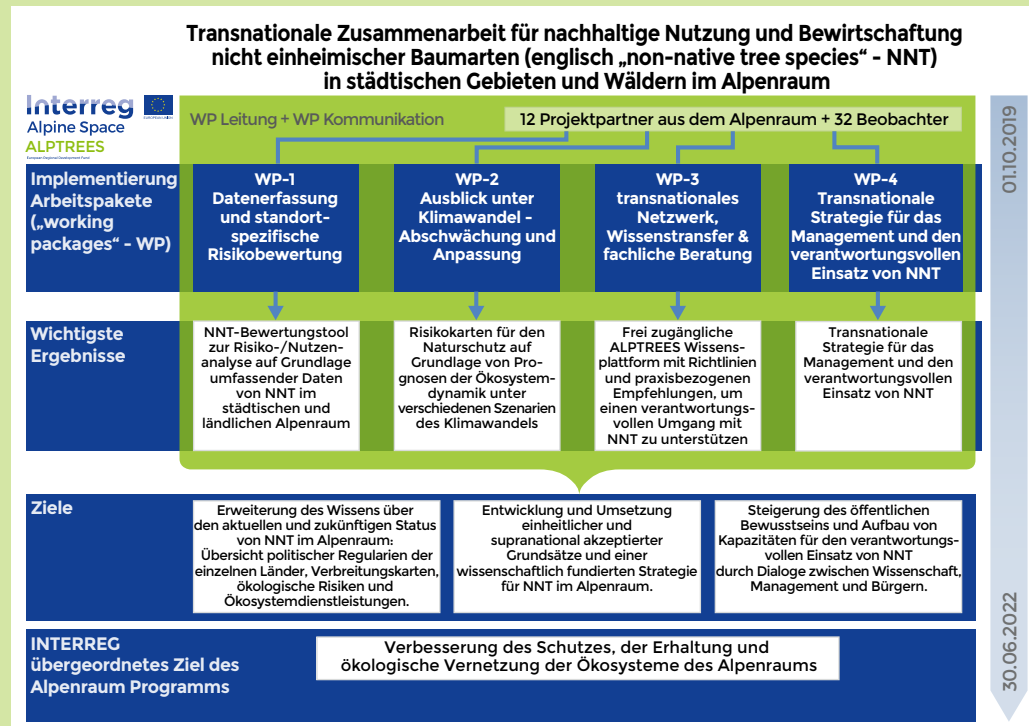 Transnationale Zusammenarbeit für nachhaltige Nutzung und Bewirtschaftung
nicht einheimischer Baumarten (englisch „non-native tree species“ - NNT)
in städtischen Gebieten und Wäldern im Alpenraum
Interreg
EUROPEAN UNION
Alpine Space
ALPTREES
European Regional Development Fund
WP Leitung + WP Kommunikation
12 Projektpartner aus dem Alpenraum + 32 Beobachter
01.10.2019
Implementierung
Arbeitspakete
(„working
packages“ - WP)
WP-1
Datenerfassung
und standort-
spezifische
Risikobewertung
WP-2
Ausblick unter
Klimawandel -
Abschwächung und
Anpassung
WP-3
transnationales
Netzwerk,
Wissenstransfer &
fachliche Beratung
WP-4
Transnationale
Strategie für das
Management und den
verantwortungsvollen
Einsatz von NNT
Wichtigste
Ergebnisse
NNT-Bewertungstool
zur Risiko-/Nutzen-
analyse auf Grundlage
umfassender Daten
von NNT im
städtischen und
ländlichen Alpenraum
Risikokarten für den
Naturschutz auf
Grundlage von Pro-
gnosen der Ökosystem-
dynamik unter
verschiedenen Szenarien
des Klimawandels
Frei zugängliche
ALPTREES Wissens-
plattform mit Richtlinien
und praxisbezogenen
Empfehlungen, um
einen verantwortungs-
vollen Umgang mit
NNT zu unterstützen
Transnationale
Strategie für das
Management und den
verantwortungsvollen
Einsatz von NNT
Ziele
Erweiterung des Wissens über
den aktuellen und zukünftigen Status
von NNT im Alpenraum:
Übersicht politischer Regularien der
einzelnen Länder, Verbreitungskarten,
ökologische Risiken und
Ökosystemdienstleistungen.
Entwicklung und Umsetzung
einheitlicher und
supranational akzeptierter
Grundsätze und einer
wissenschaftlich fundierten Strategie
für NNT im Alpenraum.
Steigerung des öffentlichen
Bewusstseins und Aufbau von
Kapazitäten für den verantwortungs-
vollen Einsatz von NNT
durch Dialoge zwischen Wissenschaft,
Management und Bürgern.
INTERREG
übergeordnetes Ziel des
Alpenraum Programms
Verbesserung des Schutzes, der Erhaltung und
ökologische Vernetzung der Ökosysteme des Alpenraums
30.06.2022